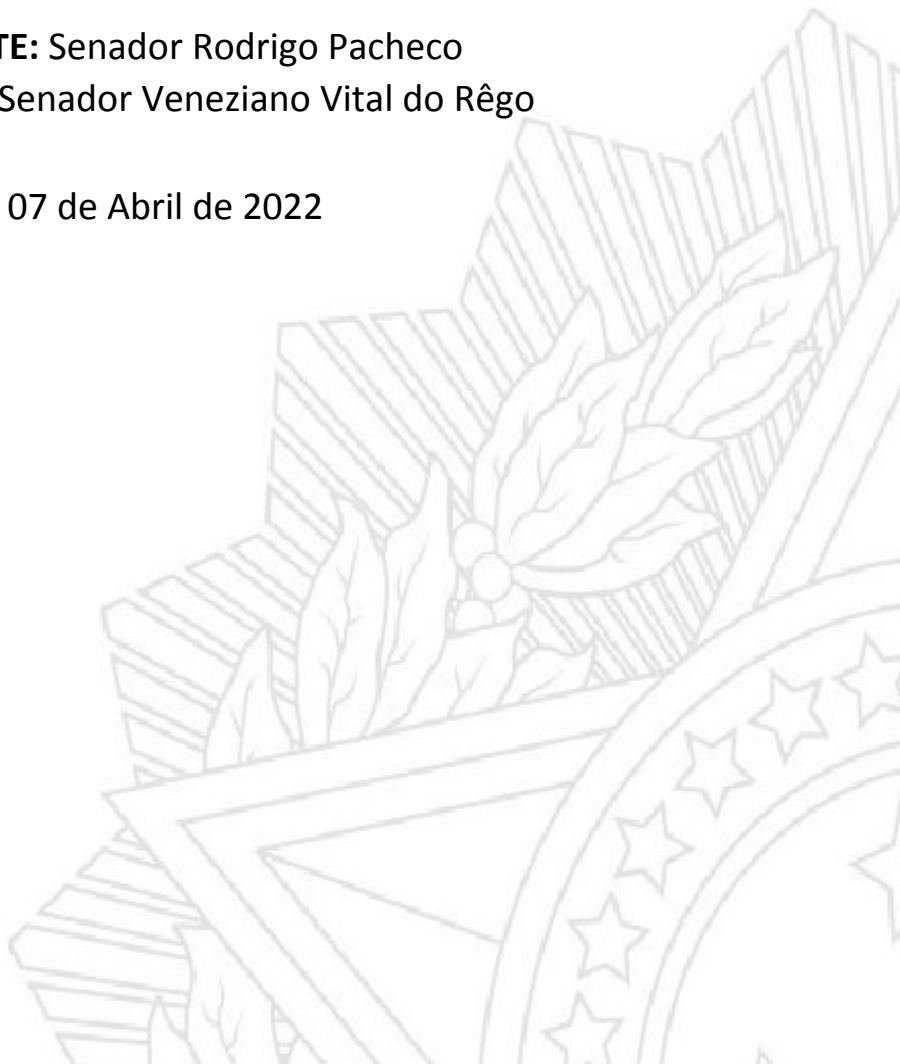 TE: Senador Rodrigo Pacheco
Senador Veneziano Vital do Rêgo
07 de Abril de 2022